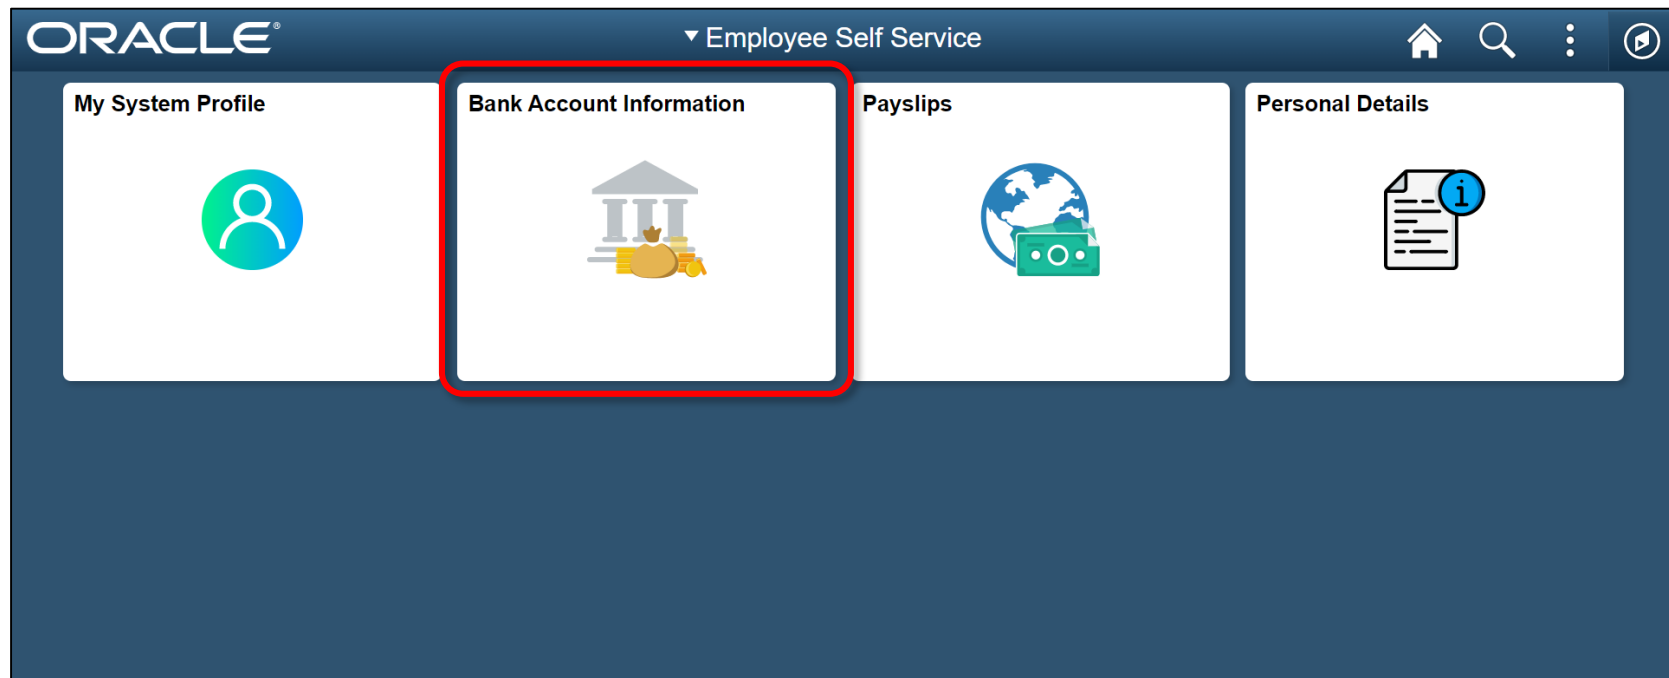 ORACLE®
Employee Self Service
My System Profile
Bank Account Information
Payslips
Personal Details
i